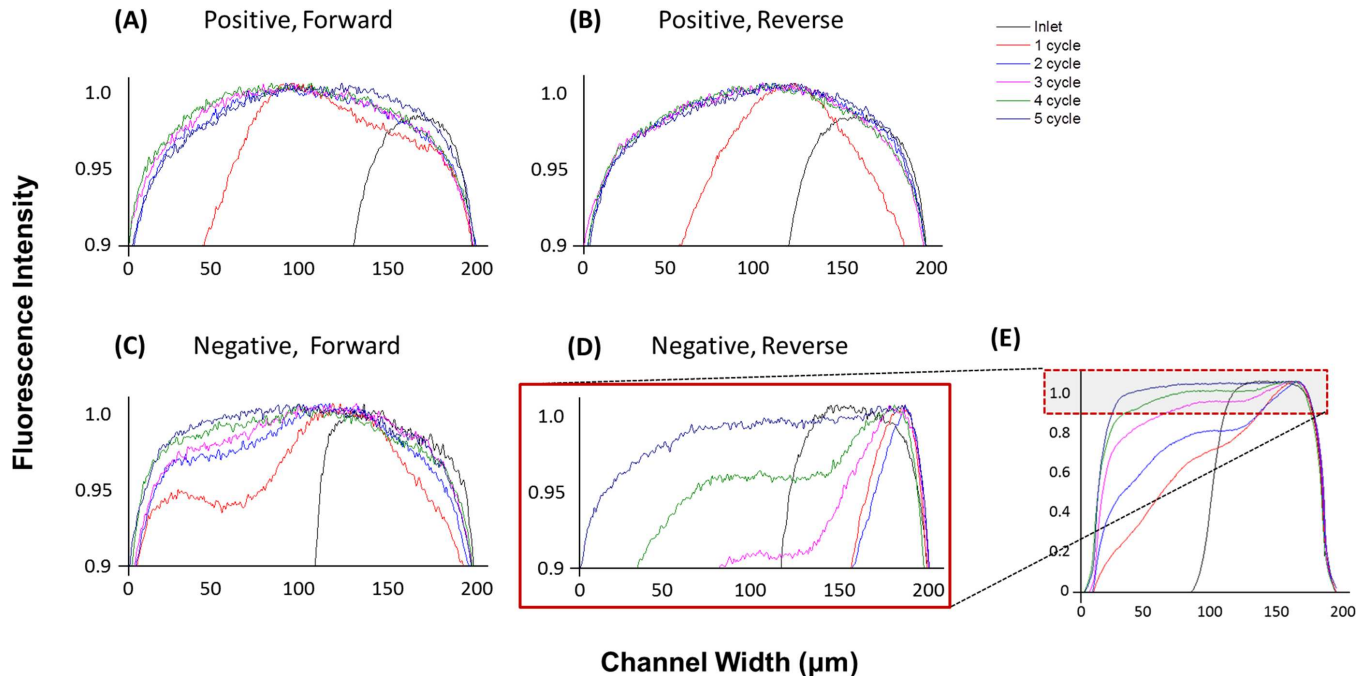 (A) Positive, Forward
(B) Positive, Reverse
Inlet
1 cycle
2 cycle
3 cycle
4 cycle
5 cycle
1.0
0.95
0.9
0 50 100 150 200
1.0
0.95
0.9
0 50 100 150 200
Fluorescence Intensity
(C) Negative, Forward
(D) Negative, Reverse
(E)
1.0
0.95
0.9
0 50 100 150 200
1.0
0.95
0.9
0 50 100 150 200
1.0
0.8
0.6
0.4
0.2
0
0 50 100 150 200
Channel Width (μm)